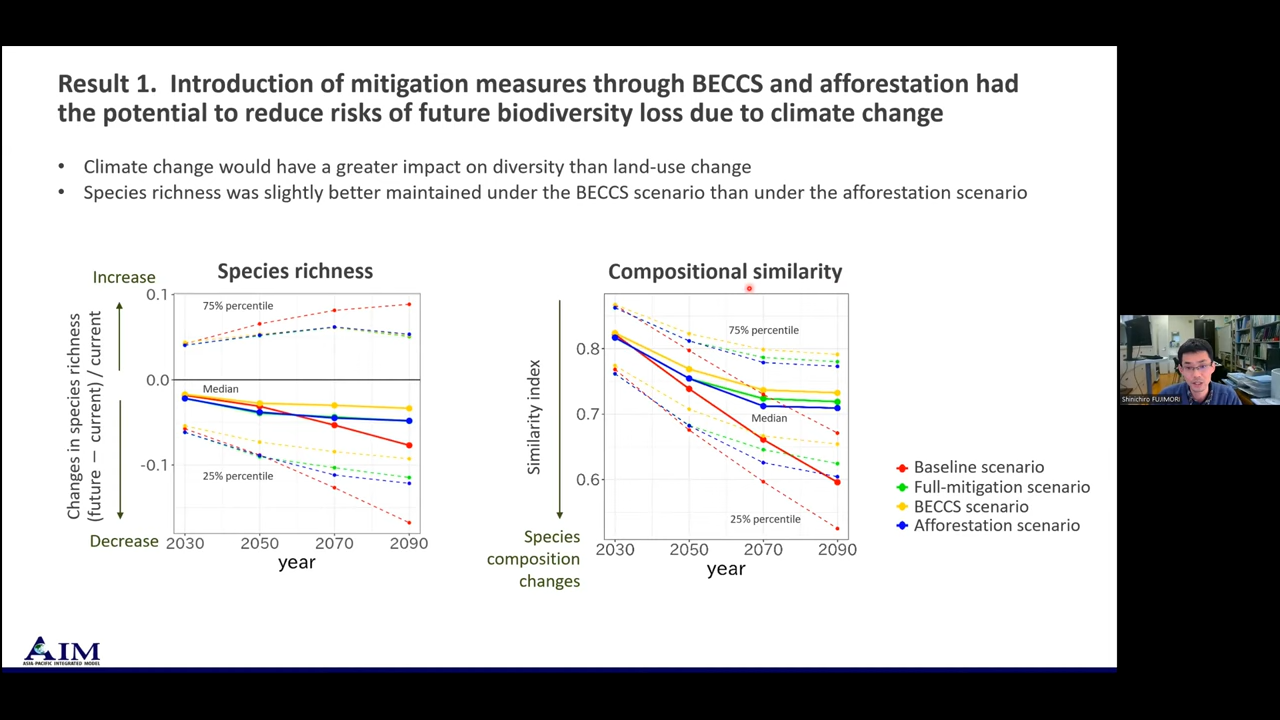 Result 1. Introduction of mitigation measures through BECCS and afforestation had
the potential to reduce risks of future biodiversity loss due to climate change
• Climate change would have a greater impact on diversity than land-use change
• Species richness was slightly better maintained under the BECCS scenario than under the afforestation scenario
Species richness
Increase
Changes in species richness
(future — current) / current
Decrease
0.1
0.0
-0.1
75% percentile
Median
25% percentile
2030 2050 2070 2090
year
Compositional similarity
Similarity index
Species
composition
changes
0.8
0.7
0.6
75% percentile
Median
25% percentile
2030 2050 2070 2090
year
Baseline scenario
Full-mitigation scenario
BECCS scenario
Afforestation scenario
AIM
ASIA-PACIFIC INTEGRATED MODEL
Shinichiro FUJIMORI